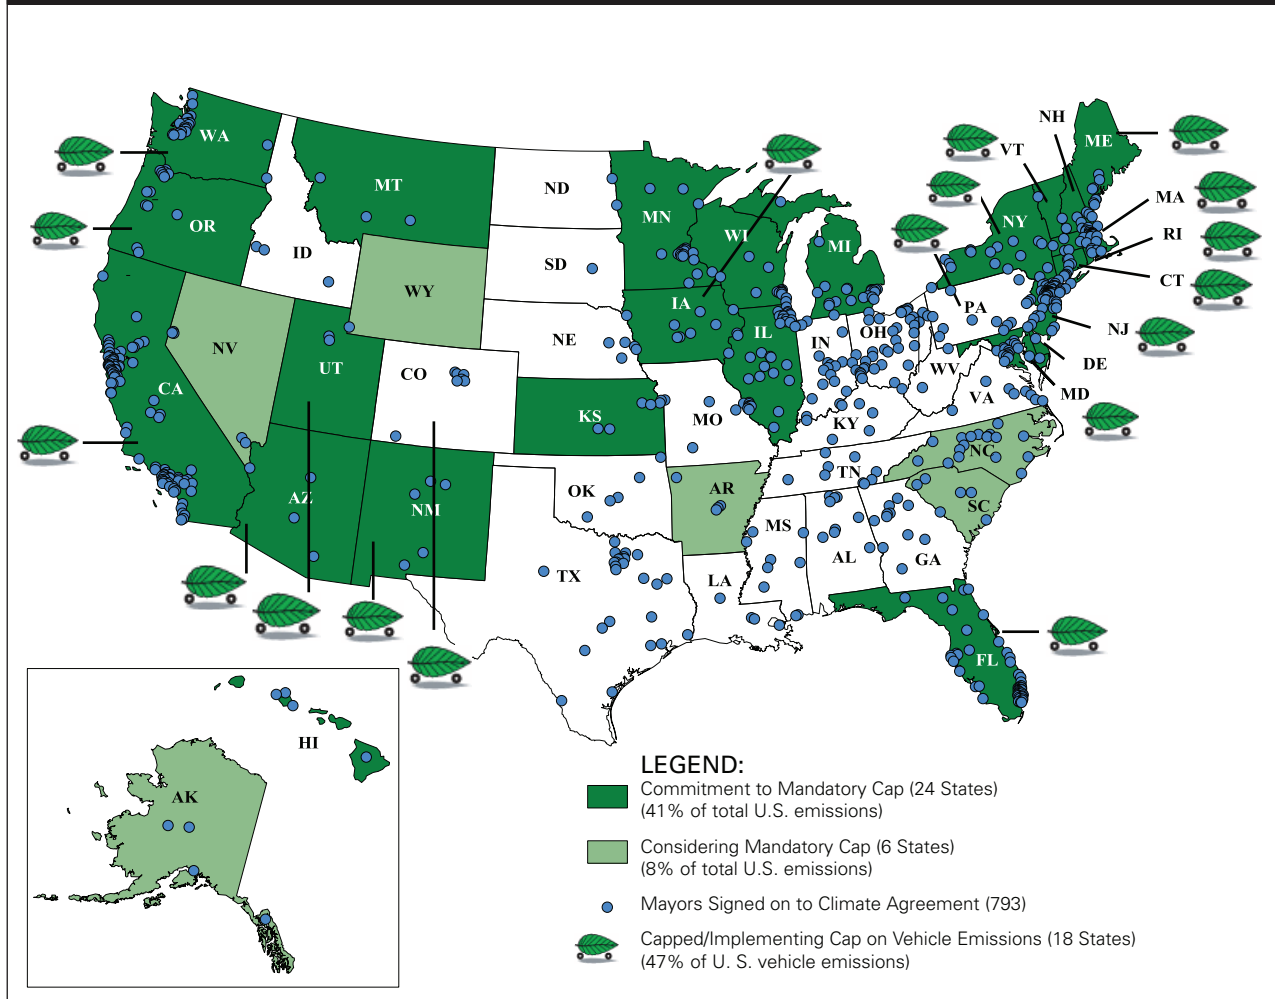 NH
WA
VT
ME
MT
ND
MA
MN
NY
OR
RI
WI
MI
ID
SD
CT
WY
IA
PA
NJ
NV
NE
IL
IN
OH
UT
CO
WV
DE
CA
MD
KS
MO
VA
KY
NC
TN
OK
AR
AZ
NM
SC
MS
AL
GA
TX
LA
FL
HI
AK
LEGEND:
Commitment to Mandatory Cap (24 States)
(41% of total U.S. emissions)
Considering Mandatory Cap (6 States)
(8% of total U.S. emissions)
Mayors Signed on to Climate Agreement (793)
Capped/Implementing Cap on Vehicle Emissions (18 States)
(47% of U. S. vehicle emissions)